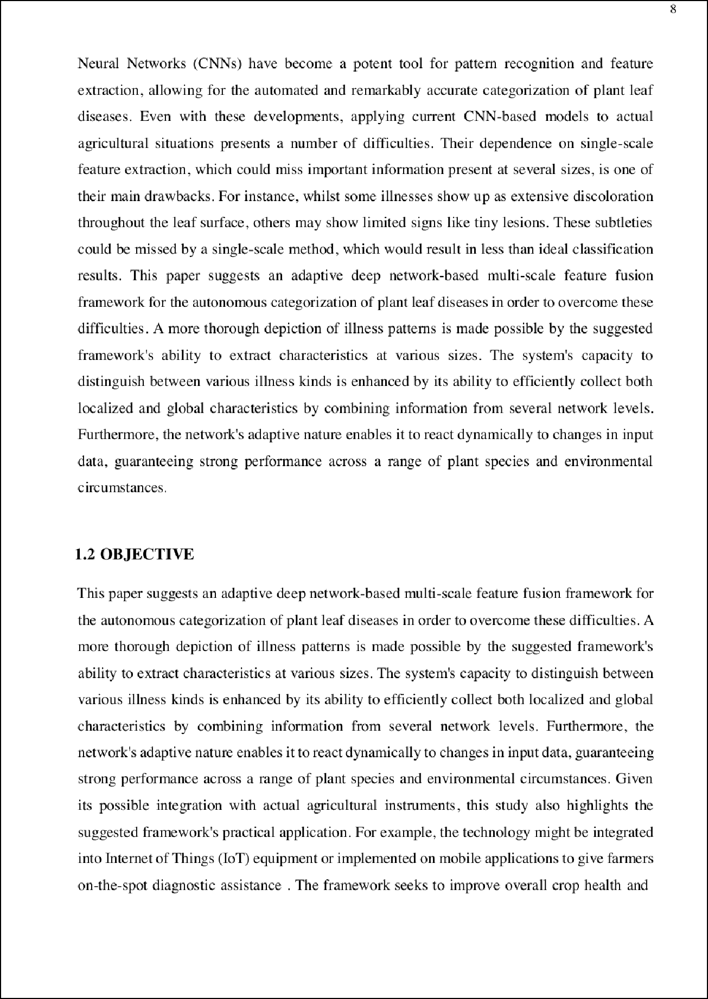 8
Neural Networks (CNNs) have become a potent tool for pattern recognition and feature
extraction, allowing for the automated and remarkably accurate categorization of plant leaf
diseases. Even with these developments, applying current CNN-based models to actual
agricultural situations presents a number of difficulties. Their dependence on single-scale
feature extraction, which could miss important information present at several sizes, is one of
their main drawbacks. For instance, whilst some illnesses show up as extensive discoloration
throughout the leaf surface, others may show limited signs like tiny lesions. These subtleties
could be missed by a single-scale method, which would result in less than ideal classification
results. This paper suggests an adaptive deep network-based multi-scale feature fusion
framework for the autonomous categorization of plant leaf diseases in order to overcome these
difficulties. A more thorough depiction of illness patterns is made possible by the suggested
framework's ability to extract characteristics at various sizes. The system's capacity to
distinguish between various illness kinds is enhanced by its ability to efficiently collect both
localized and global characteristics by combining information from several network levels.
Furthermore, the network's adaptive nature enables it to react dynamically to changes in input
data, guaranteeing strong performance across a range of plant species and environmental
circumstances.
1.2 OBJECTIVE
This paper suggests an adaptive deep network-based multi-scale feature fusion framework for
the autonomous categorization of plant leaf diseases in order to overcome these difficulties. A
more thorough depiction of illness patterns is made possible by the suggested framework's
ability to extract characteristics at various sizes. The system's capacity to distinguish between
various illness kinds is enhanced by its ability to efficiently collect both localized and global
characteristics by combining information from several network levels. Furthermore, the
network's adaptive nature enables it to react dynamically to changes in input data, guaranteeing
strong performance across a range of plant species and environmental circumstances. Given
its possible integration with actual agricultural instruments, this study also highlights the
suggested framework's practical application. For example, the technology might be integrated
into Internet of Things (IoT) equipment or implemented on mobile applications to give farmers
on-the-spot diagnostic assistance . The framework seeks to improve overall crop health and